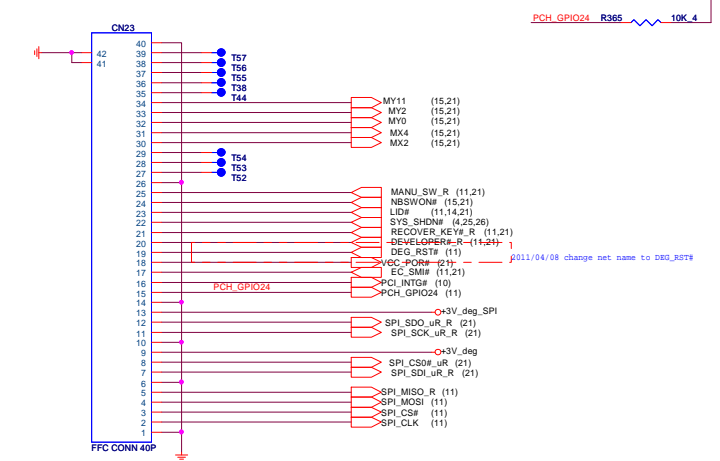 PCH_GPIO24 R365 10K_4
CN23
40
39 T57
38 T56
37 T55
36 T38
35 T44
34 MY11 (15,21)
33 MY2 (15,21)
32 MY0 (15,21)
31 MX4 (15,21)
30 MX2 (15,21)
29 T54
28 T53
27 T52
26
25 MANU_SW_R (11,21)
24 NBSWON# (15,21)
23 LID# (11,14,21)
22 SYS_SHDN# (4,25,26)
21 RECOVER_KEY#_R (11,21)
20 DEVELOPER#_R (11,21)
19 DEG_RST# (11)
18 VCC_POR# (21)
2011/04/08 change net name to DEG_RST#
17 EC_SMI# (11,21)
16 PCI_INTG# (10)
15 PCH_GPIO24 PCH_GPIO24 (11)
14
13 +3V_deg_SPI
12 SPI_SDO_uR_R (21)
11 SPI_SCK_uR_R (21)
10
9 +3V_deg
8 SPI_CS0#_uR (21)
7 SPI_SDI_uR_R (21)
6
5 SPI_MISO_R (11)
4 SPI_MOSI (11)
3 SPI_CS# (11)
2 SPI_CLK (11)
1
42
41
FFC CONN 40P